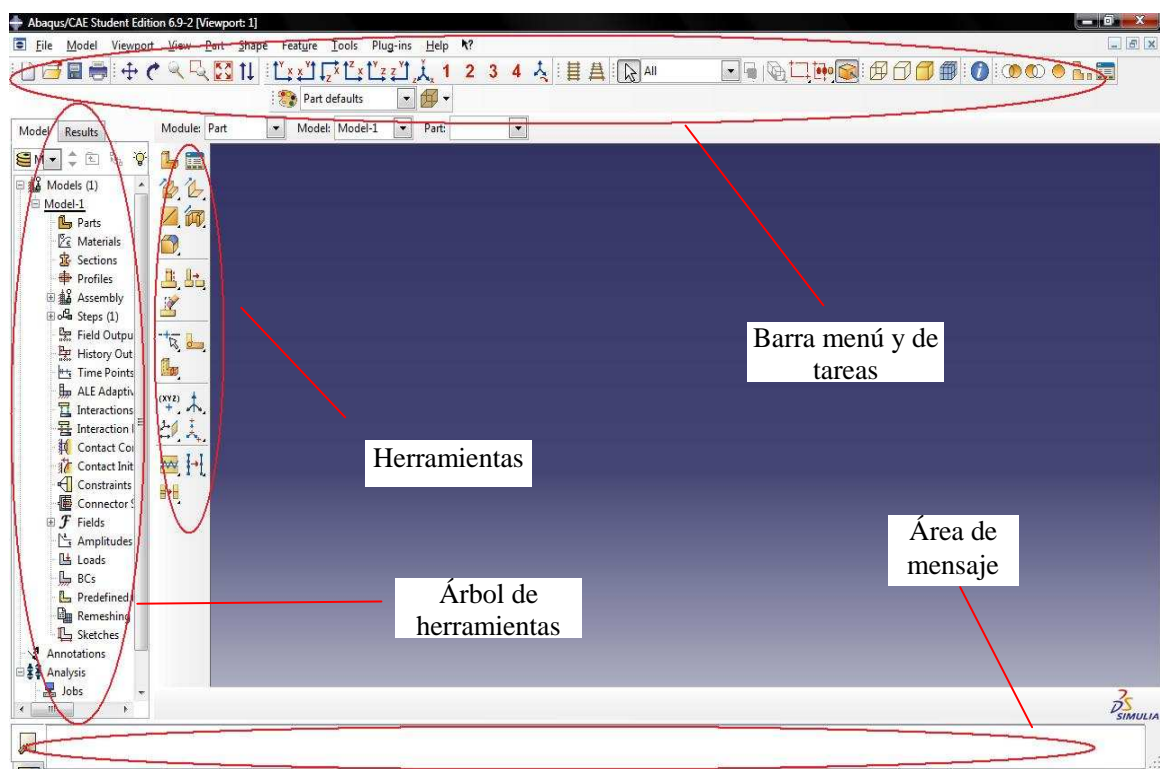 Abaqus/CAE Student Edition 6.9-2 [Viewport: 1]
File Model Viewport View Part Shape Feature Tools Plug-ins Help
1 2 3 4 All
Part defaults
Model Results
Module: Part Model: Model-1 Part:
M
Models (1)
Model-1
Parts
Materials
Sections
Profiles
Assembly
Steps (1)
Field Outpu
History Out
Time Points
ALE Adaptiv
Interactions
Interaction
Contact Con
Contact Init
Constraints
Connector S
Fields
Amplitudes
Loads
BCs
Predefined
Remeshing
Sketches
Annotations
Analysis
Jobs
(XYZ)
Barra menú y de
tareas
Herramientas
Área de
mensaje
Árbol de
herramientas
SIMULIA